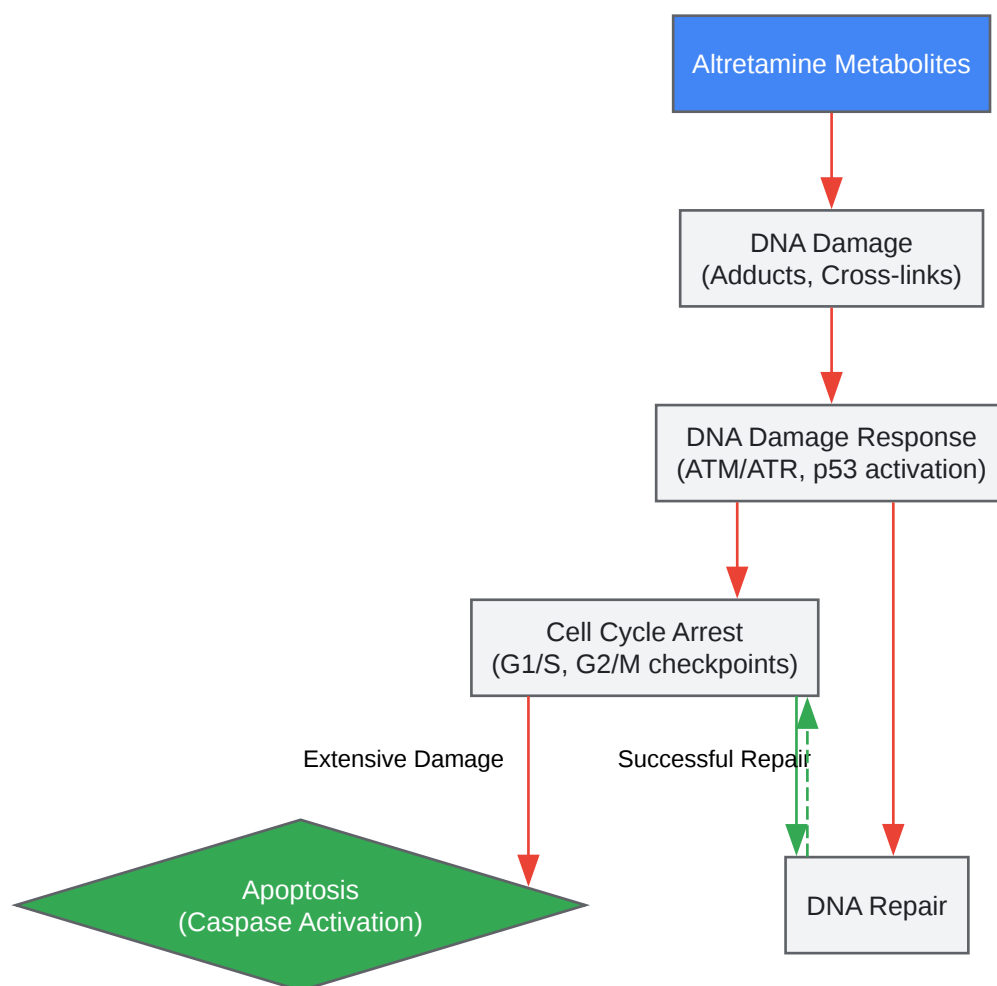 Altretamine Metabolites
DNA Damage
(Adducts, Cross-links)
DNA Damage Response
(ATM/ATR, p53 activation)
Cell Cycle Arrest
(G1/S, G2/M checkpoints)
Extensive Damage
Successful Repair
Apoptosis
(Caspase Activation)
DNA Repair